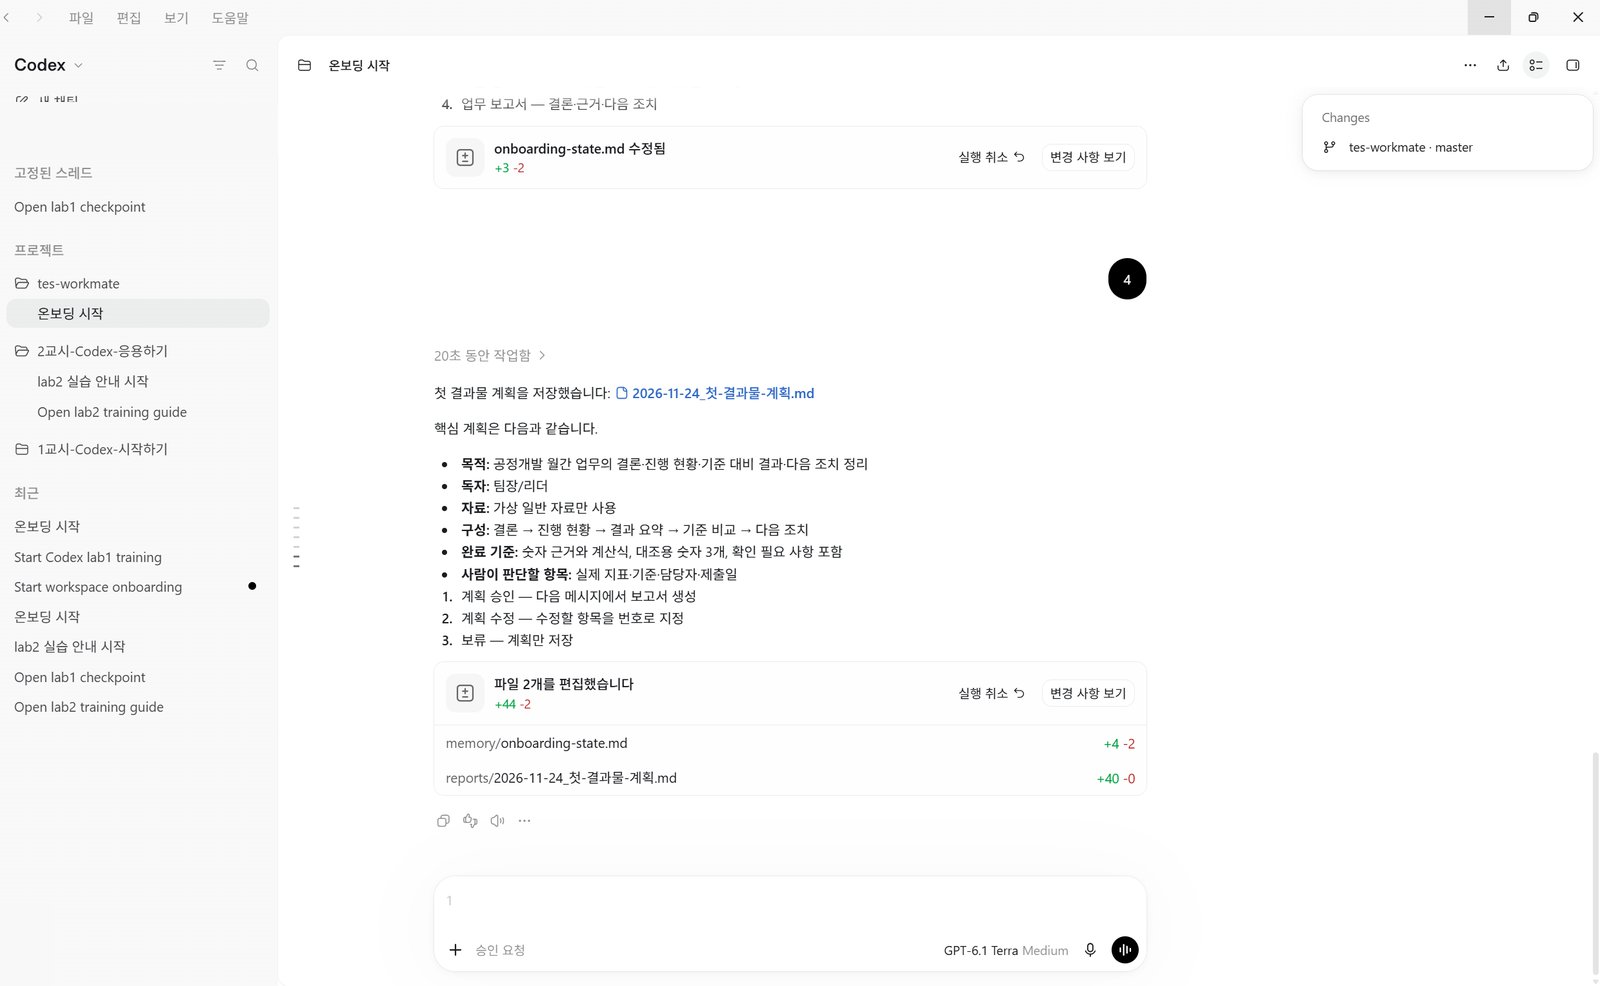 파일 편집 보기 도움말
Codex
새 채팅
고정된 스레드
Open lab1 checkpoint
프로젝트
tes-workmate
온보딩 시작
2교시-Codex-응용하기
lab2 실습 안내 시작
Open lab2 training guide
1교시-Codex-시작하기
최근
온보딩 시작
Start Codex lab1 training
Start workspace onboarding
온보딩 시작
lab2 실습 안내 시작
Open lab1 checkpoint
Open lab2 training guide
온보딩 시작
4. 업무 보고서 — 결론·근거·다음 조치
onboarding-state.md 수정됨
+3 -2
실행 취소
변경 사항 보기
4
20초 동안 작업함
첫 결과물 계획을 저장했습니다: 2026-11-24_첫-결과물-계획.md
핵심 계획은 다음과 같습니다.
• 목적: 공정개발 월간 업무의 결론·진행 현황·기준 대비 결과·다음 조치 정리
• 독자: 팀장/리더
• 자료: 가상 일반 자료만 사용
• 구성: 결론 → 진행 현황 → 결과 요약 → 기준 비교 → 다음 조치
• 완료 기준: 숫자 근거와 계산식, 대조용 숫자 3개, 확인 필요 사항 포함
• 사람이 판단할 항목: 실제 지표·기준·담당자·제출일
1. 계획 승인 — 다음 메시지에서 보고서 생성
2. 계획 수정 — 수정할 항목을 번호로 지정
3. 보류 — 계획만 저장
파일 2개를 편집했습니다
+44 -2
실행 취소
변경 사항 보기
memory/onboarding-state.md +4 -2
reports/2026-11-24_첫-결과물-계획.md +40 -0
1
승인 요청
GPT-6.1 Terra Medium
Changes
tes-workmate · master